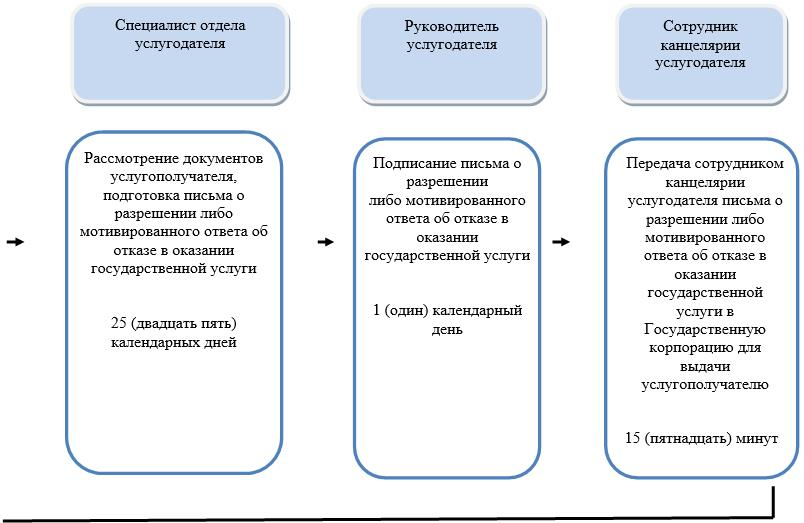 Специалист отдела
услугодателя
Руководитель
услугодателя
Сотрудник
канцелярии
услугодателя
Рассмотрение документов
услугополучателя,
подготовка письма о
разрешении либо
мотивированного ответа об
отказе в оказании
государственной услуги
25 (двадцать пять)
календарных дней
Подписание письма о
разрешении
либо мотивированного
ответа об отказе в
оказании
государственной услуги
1 (один) календарный
день
Передача сотрудником
канцелярии
услугодателя письма о
разрешении либо
мотивированного
ответа об отказе в
оказании
государственной
услуги в
Государственную
корпорацию для
выдачи
услугополучателю
15 (пятнадцать) минут